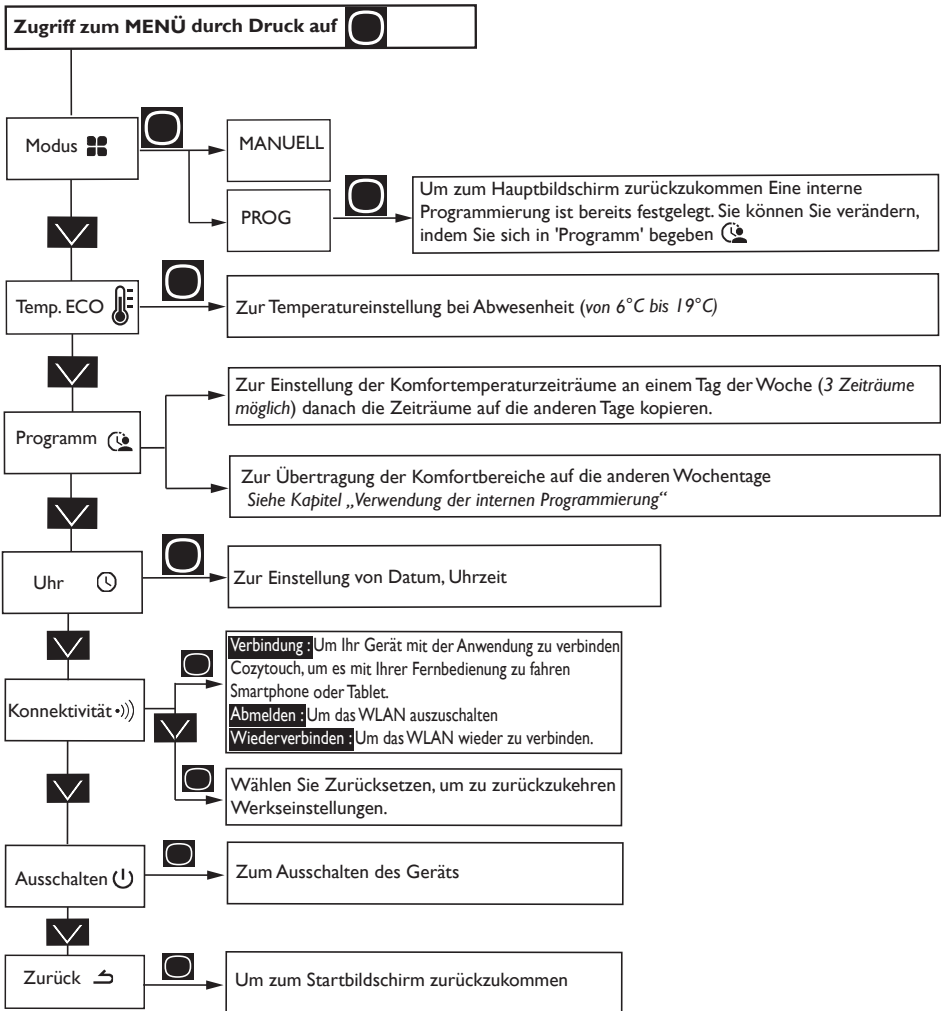 Zugriff zum MENÜ durch Druck auf
Modus
MANUELL
PROG
Um zum Hauptbildschirm zurückzukommen Eine interne
Programmierung ist bereits festgelegt. Sie können Sie verändern,
indem Sie sich in 'Programm' begeben
Temp. ECO
Zur Temperatureinstellung bei Abwesenheit (von 6°C bis 19°C)
Programm
Zur Einstellung der Komfortemperaturzeiträume an einem Tag der Woche (3 Zeiträume
möglich) danach die Zeiträume auf die anderen Tage kopieren.
Zur Übertragung der Komfortbereiche auf die anderen Wochentage
Siehe Kapitel „Verwendung der internen Programmierung“
Uhr
Zur Einstellung von Datum, Uhrzeit
Konnektivität
Verbindung : Um Ihr Gerät mit der Anwendung zu verbinden
Cozytouch, um es mit Ihrer Fernbedienung zu fahren
Smartphone oder Tablet.
Abmelden : Um das WLAN auszuschalten
Wiederverbinden : Um das WLAN wieder zu verbinden.
Wählen Sie Zurücksetzen, um zu zurückzukehren
Werkseinstellungen.
Ausschalten
Zum Ausschalten des Geräts
Zurück
Um zum Startbildschirm zurückzukommen